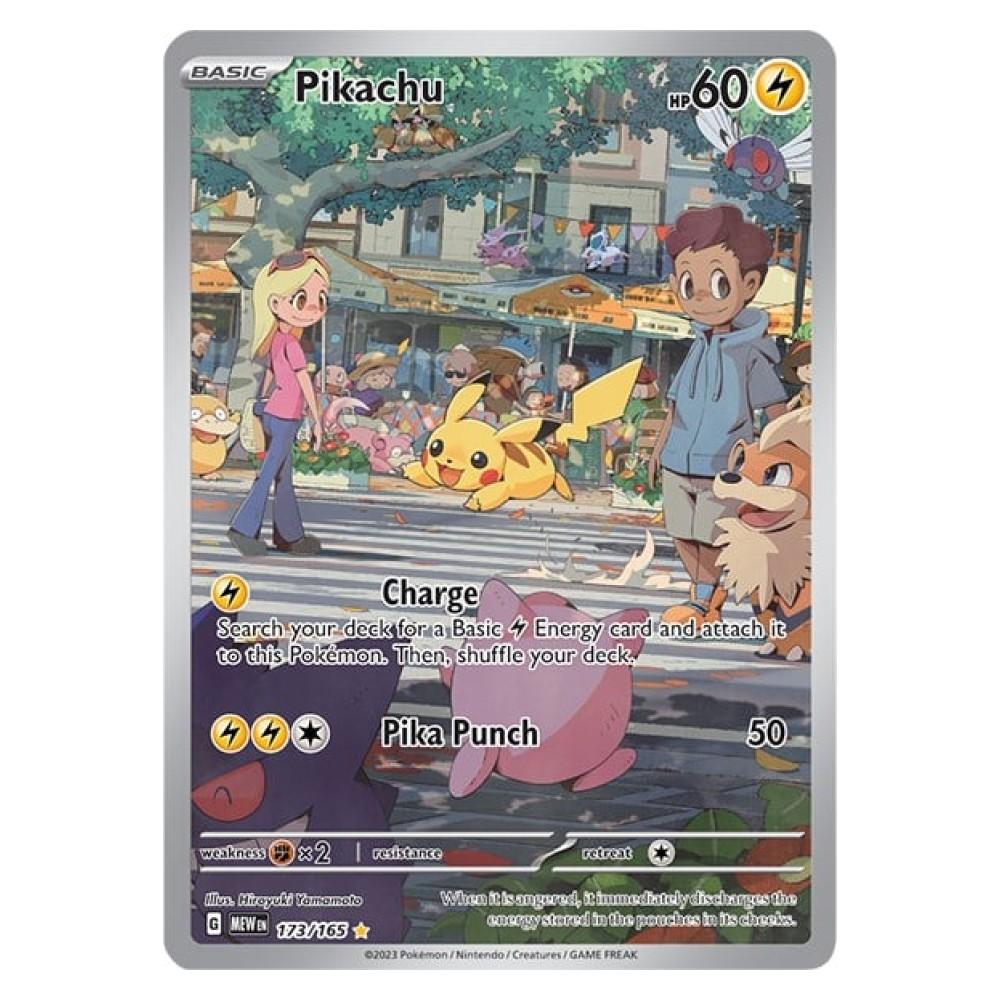 BASIC Pikachu HP60
Charge
Search your deck for a Basic Energy card and attach it
to this Pokémon. Then, shuffle your deck.
Pika Punch 50
weakness ×2 resistance retreat
Illus. Hiroyuki Yamamoto
When it is angered, it immediately discharges the
energy stored in the pouches in its cheeks.
G MEW EN 173/165
©2023 Pokémon / Nintendo / Creatures / GAME FREAK